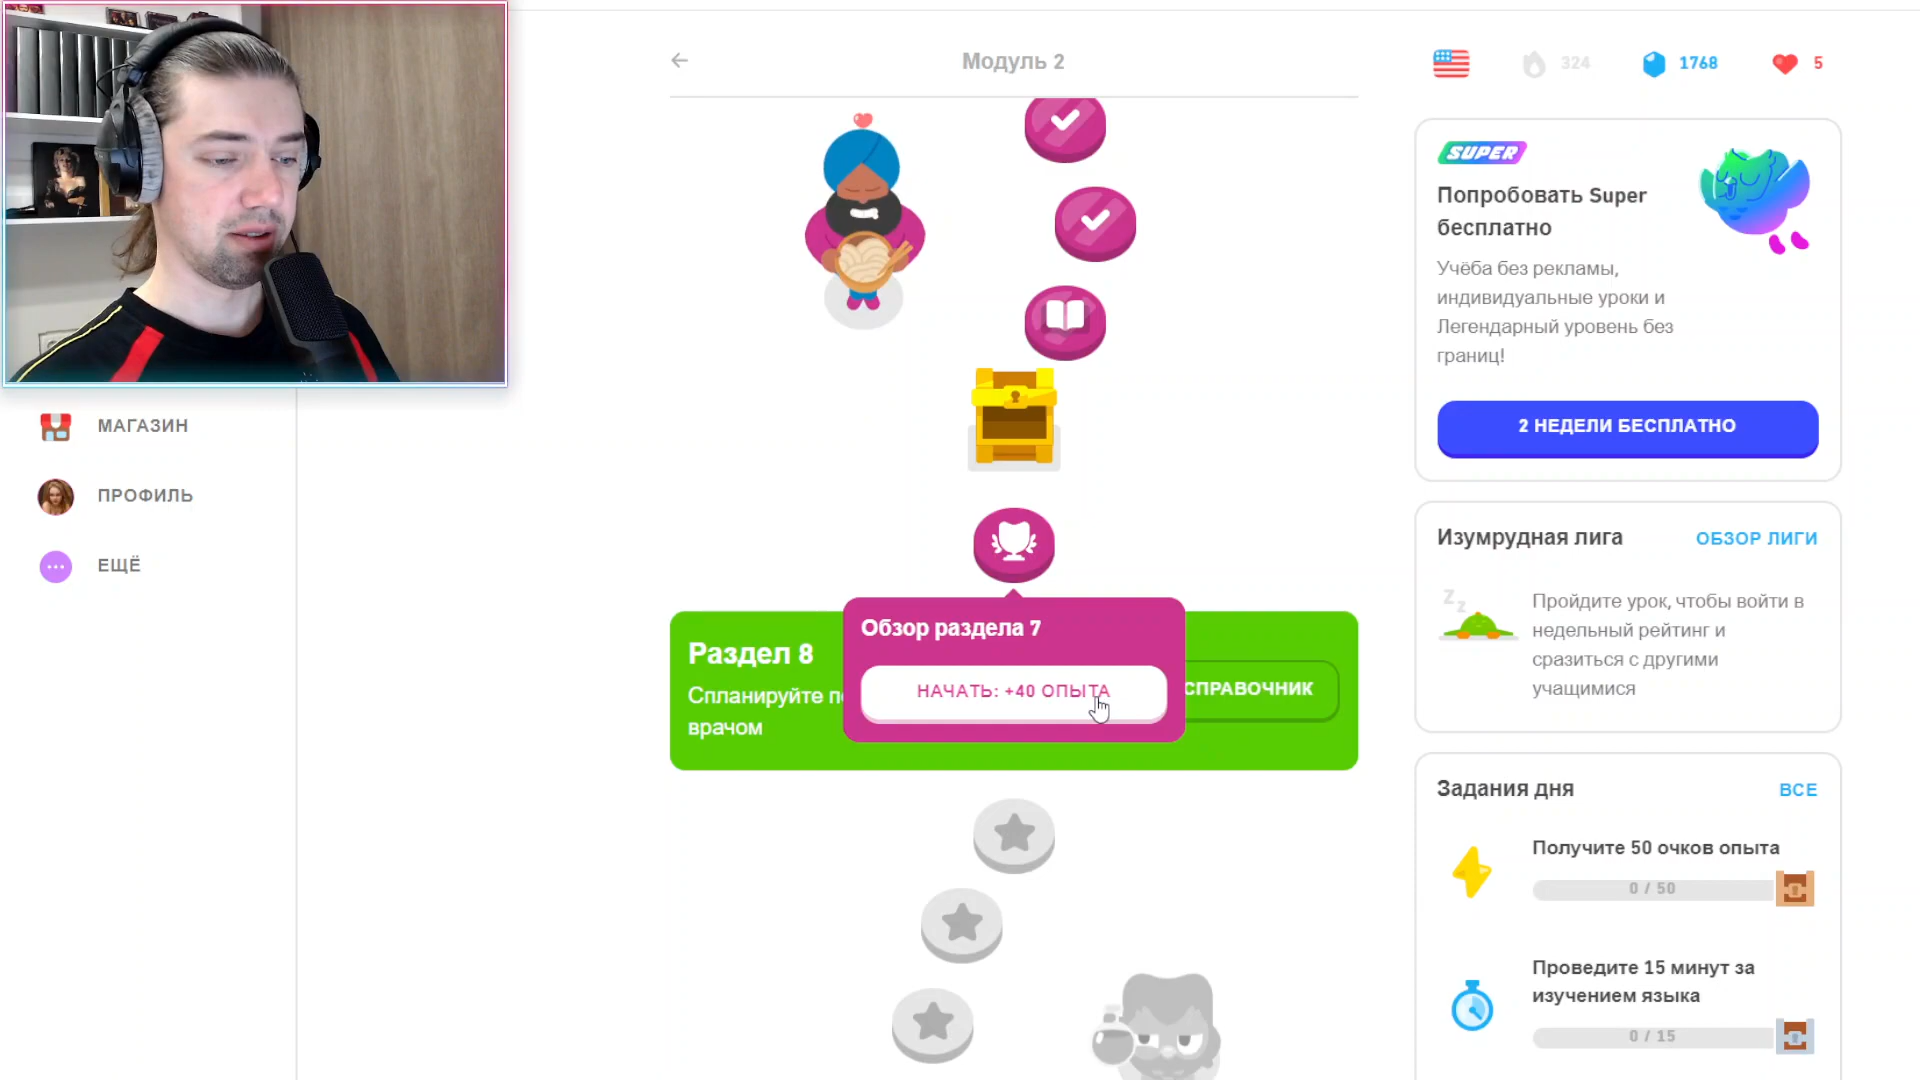 Модуль 2
324
1768
5
SUPER
Попробовать Super
бесплатно
Учёба без рекламы,
индивидуальные уроки и
Легендарный уровень без
границ!
2 НЕДЕЛИ БЕСПЛАТНО
МАГАЗИН
ПРОФИЛЬ
ЕЩЁ
Изумрудная лига
ОБЗОР ЛИГИ
Z z
Пройдите урок, чтобы войти в
недельный рейтинг и
сразиться с другими
учащимися
Обзор раздела 7
НАЧАТЬ: +40 ОПЫТА
Раздел 8
Спланируйте
врачом
СПРАВОЧНИК
Задания дня
ВСЕ
Получите 50 очков опыта
0 / 50
Проведите 15 минут за
изучением языка
0 / 15